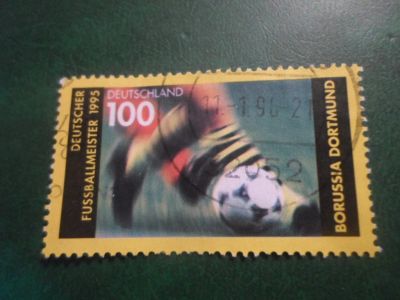 DEUTSCHER
FUSSBALLMEISTER 1995
DEUTSCHLAND
100
BORUSSIA DORTMUND